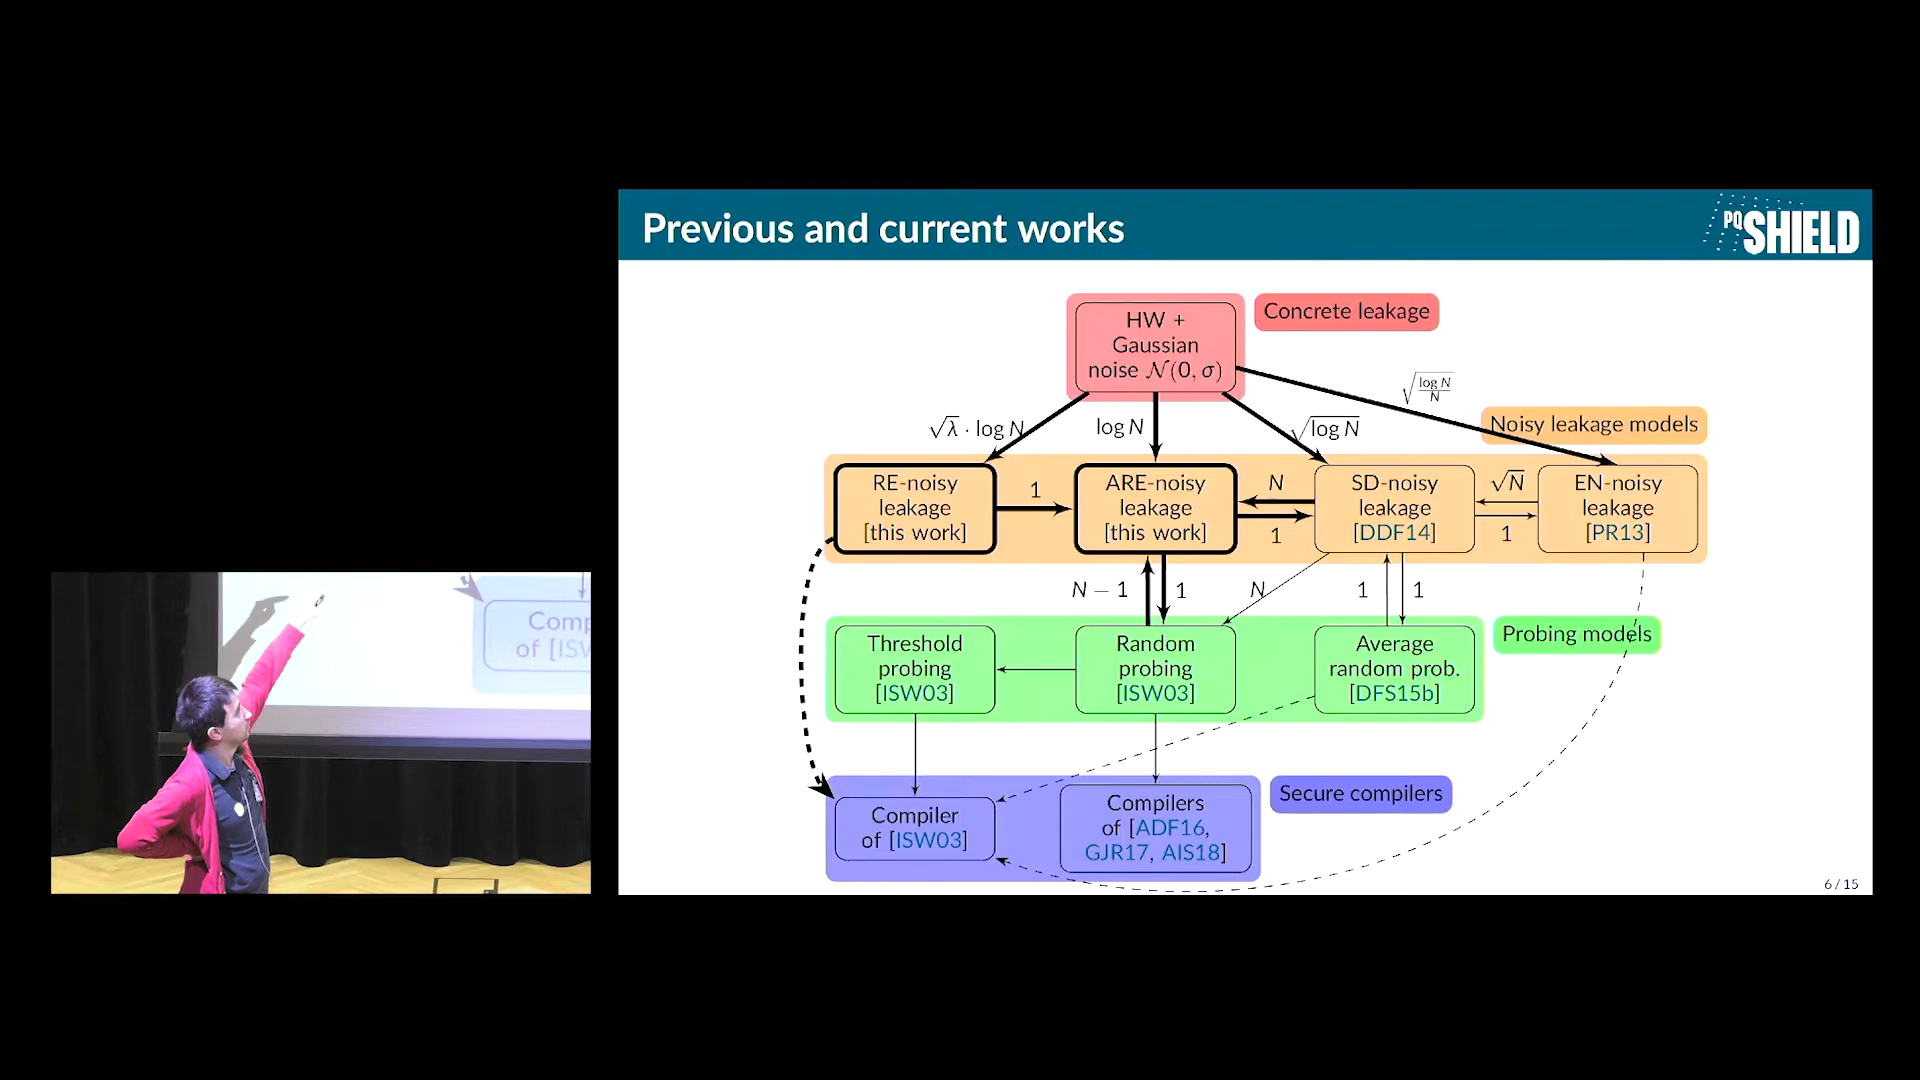 Previous and current works
PQ SHIELD
HW +
Gaussian
noise 𝒩(0, σ)
Concrete leakage
√λ · log N
log N
√log N
√(log N / N)
Noisy leakage models
RE-noisy
leakage
[this work]
1
ARE-noisy
leakage
[this work]
N
1
SD-noisy
leakage
[DDF14]
√N
1
EN-noisy
leakage
[PR13]
N − 1
1
N
1
1
Threshold
probing
[ISW03]
Random
probing
[ISW03]
Average
random prob.
[DFS15b]
Probing models
Compiler
of [ISW03]
Compilers
of [ADF16,
GJR17, AIS18]
Secure compilers
6 / 15
Comp
of [ISW